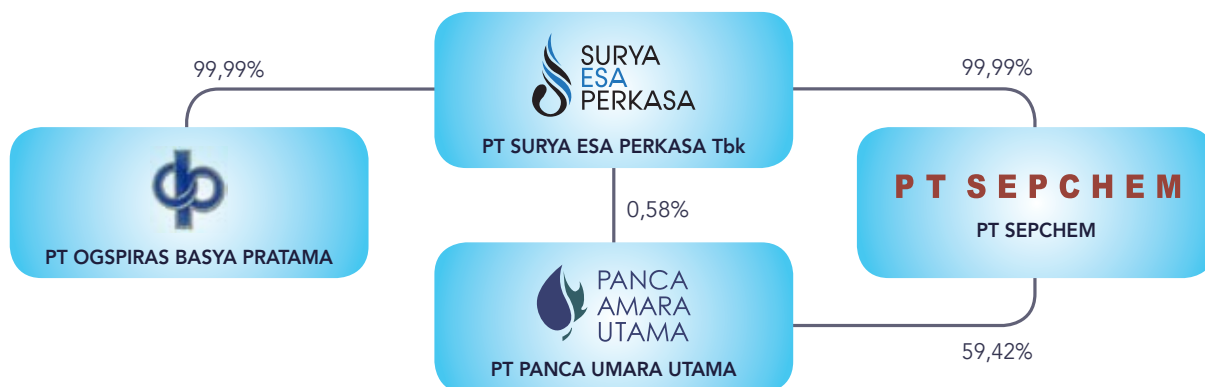 SURYA
ESA
PERKASA
PT SURYA ESA PERKASA Tbk
99,99%
99,99%
PT OGSPIRAS BASYA PRATAMA
PT SEPCHEM
PT SEPCHEM
0,58%
PANCA
AMARA
UTAMA
PT PANCA UMARA UTAMA
59,42%